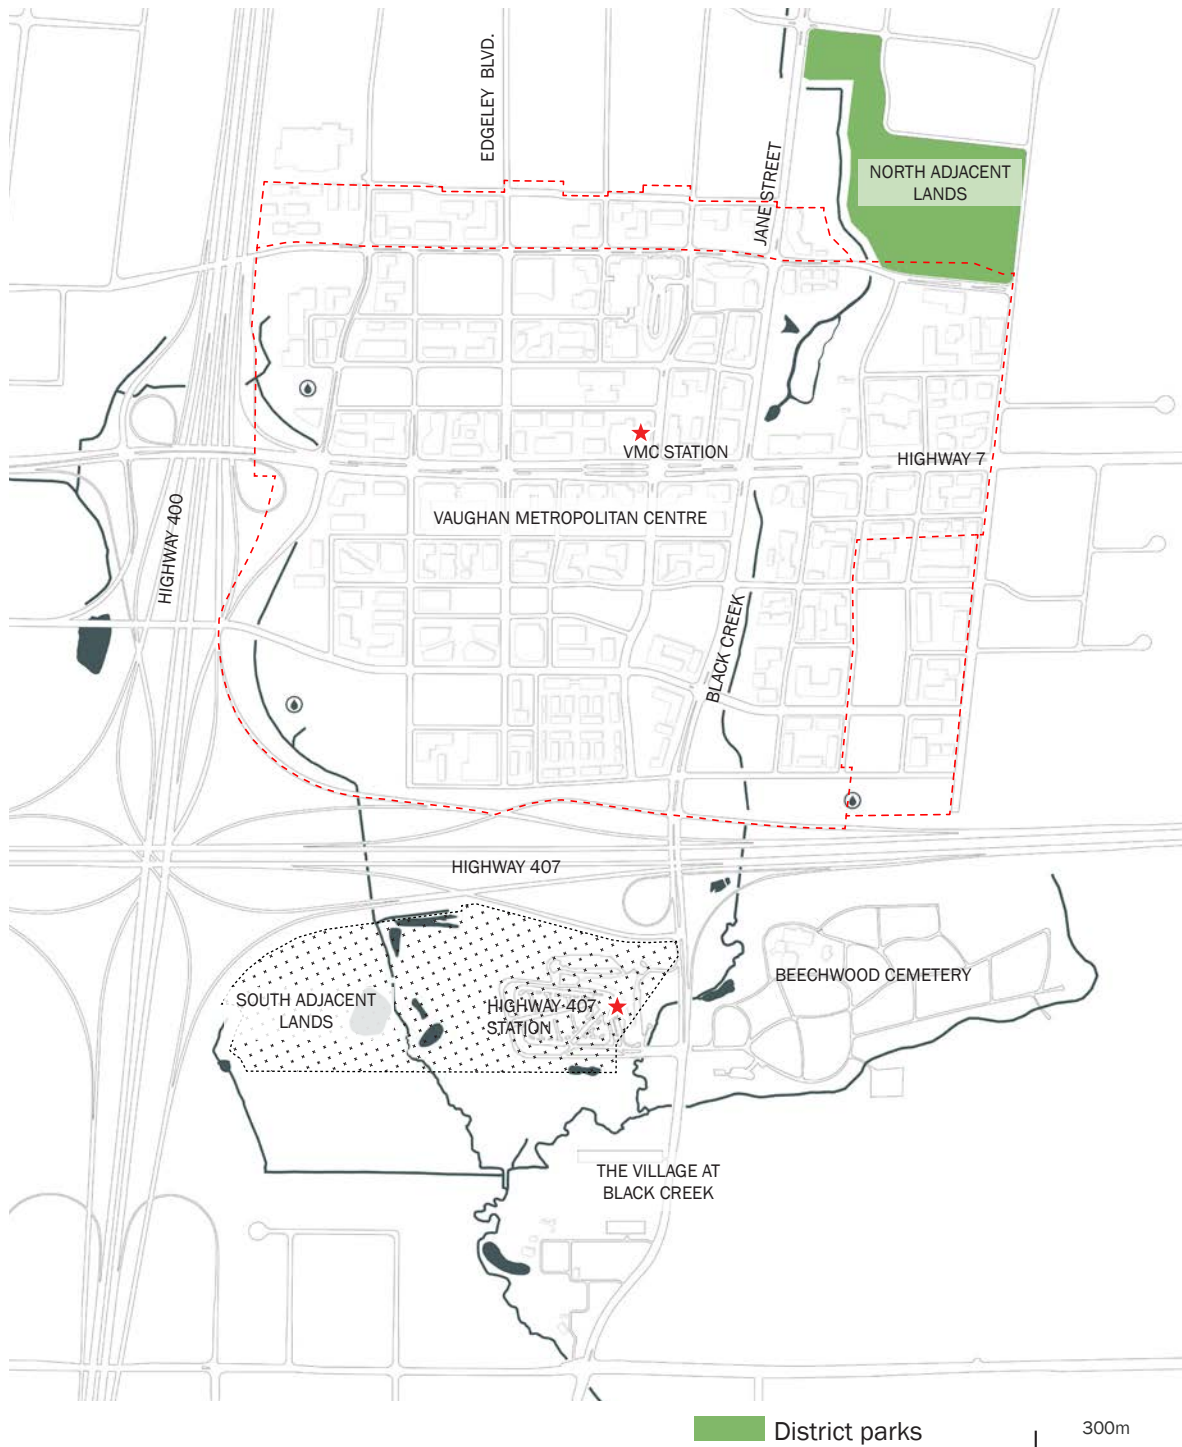 EDGELEY BLVD.
JANE STREET
NORTH ADJACENT
LANDS
VMC STATION
HIGHWAY 7
HIGHWAY 400
VAUGHAN METROPOLITAN CENTRE
BLACK CREEK
HIGHWAY 407
BEECHWOOD CEMETERY
SOUTH ADJACENT
LANDS
HIGHWAY 407
STATION
THE VILLAGE AT
BLACK CREEK
District parks
300m